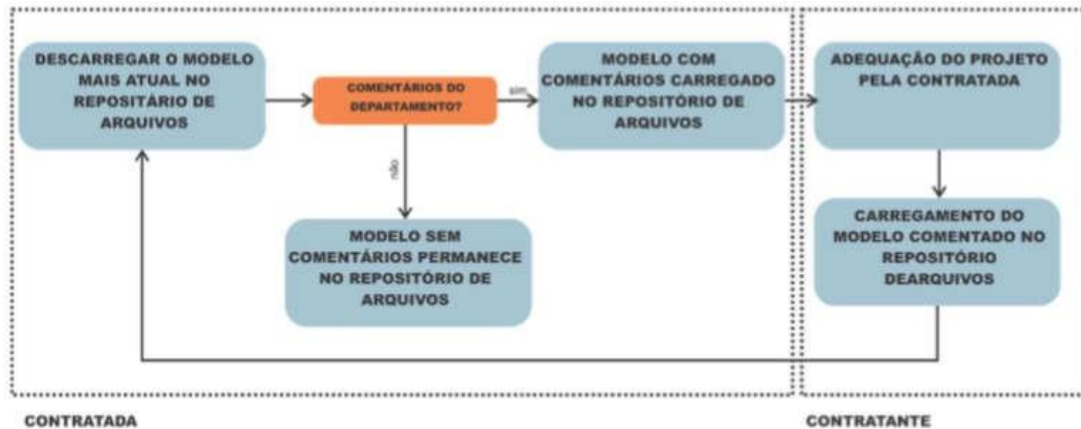 DESCARREGAR O MODELO
MAIS ATUAL NO
REPOSITÁRIO DE
ARQUIVOS
COMENTÁRIOS DO
DEPARTAMENTO?
sim
MODELO COM
COMENTÁRIOS CARREGADO
NO REPOSITÓRIO DE
ARQUIVOS
ADEQUAÇÃO DO PROJETO
PELA CONTRATADA
não
MODELO SEM
COMENTÁRIOS PERMANECE
NO REPOSITÓRIO DE
ARQUIVOS
CARREGAMENTO DO
MODELO COMENTADO NO
REPOSITÓRIO
DEARQUIVOS
CONTRATADA
CONTRATANTE